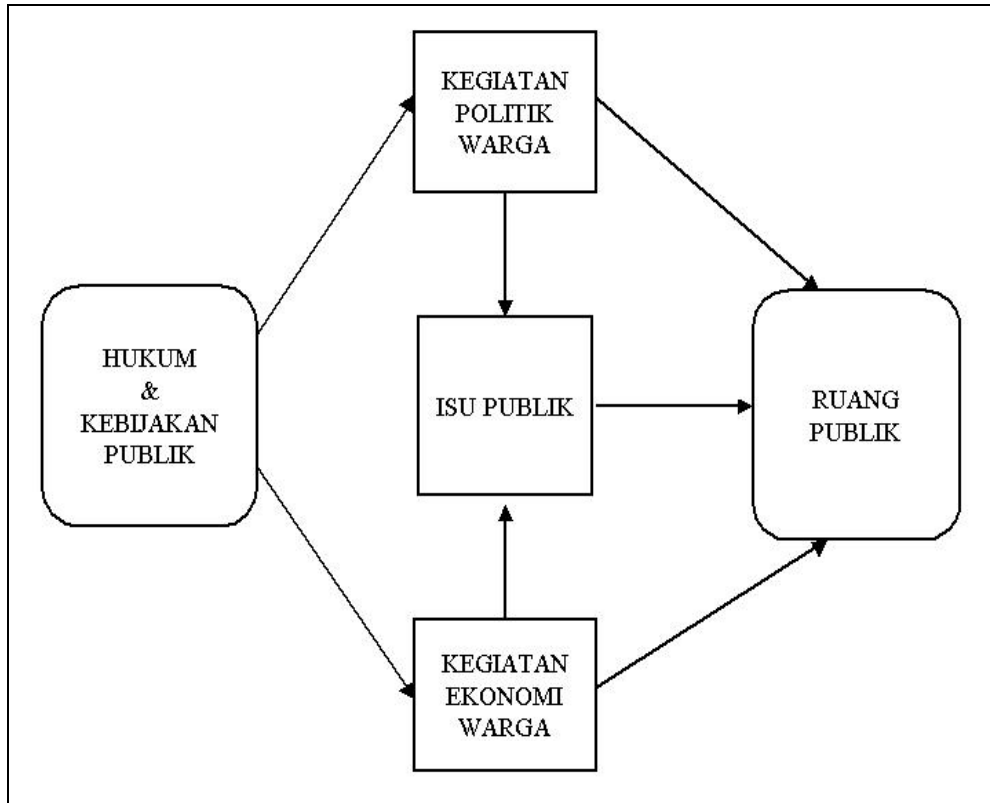 KEGIATAN
POLITIK
WARGA
HUKUM
&
KEBIJAKAN
PUBLIK
ISU PUBLIK
RUANG
PUBLIK
KEGIATAN
EKONOMI
WARGA